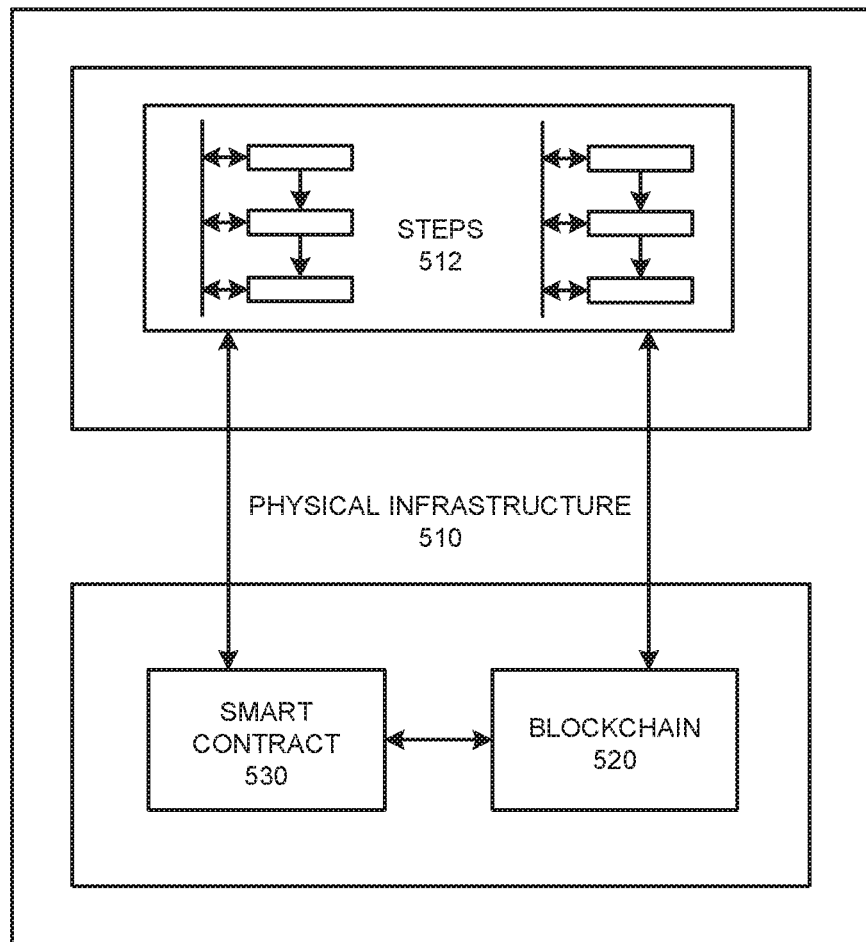 STEPS
512
PHYSICAL INFRASTRUCTURE
510
SMART
CONTRACT
530
BLOCKCHAIN
520